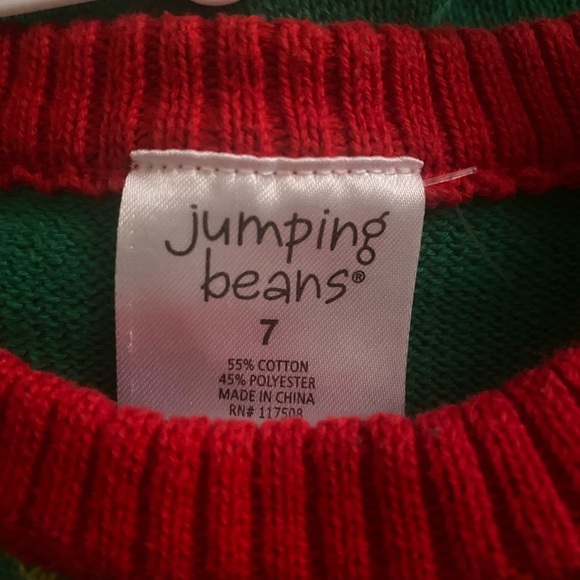 jumping
beans®
7
55% COTTON
45% POLYESTER
MADE IN CHINA
RN# 117508